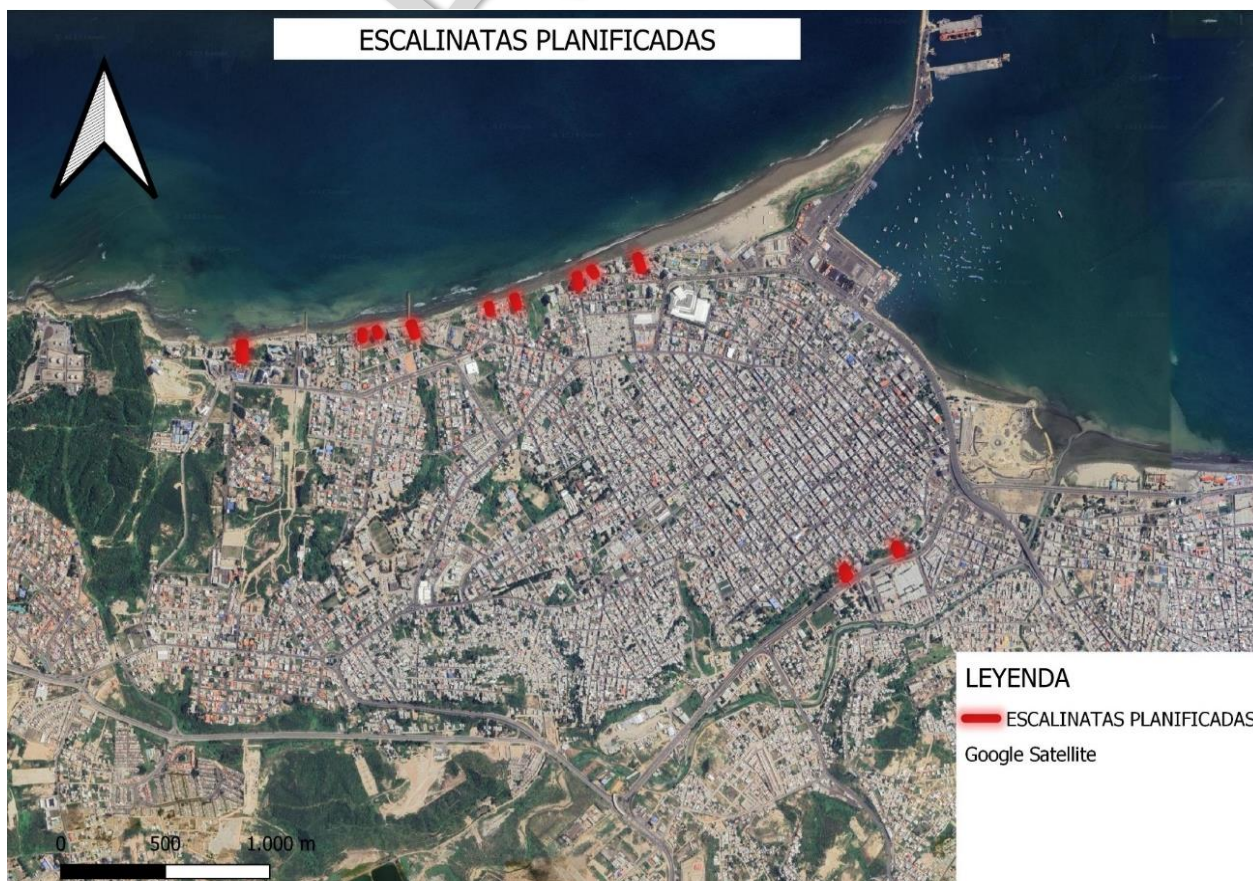 ESCALINATAS PLANIFICADAS
LEYENDA
ESCALINATAS PLANIFICADAS
Google Satellite
0 500 1.000 m